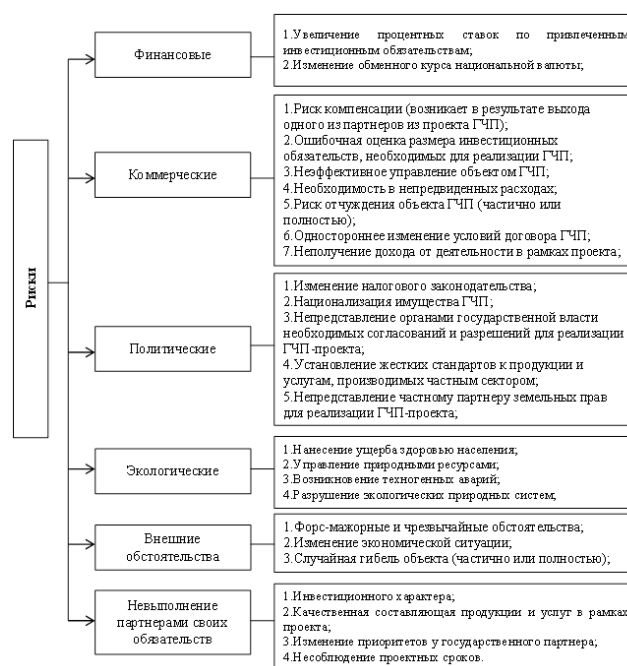 Риски
Финансовые
1.Увеличение процентных ставок по привлеченным
инвестиционным обязательствам;
2.Изменение обменного курса национальной валюты;
Коммерческие
1.Риск компенсации (возникает в результате выхода
одного из партнеров из проекта ГЧП);
2.Ошибочная оценка размера инвестиционных
обязательств, необходимых для реализации ГЧП;
3.Неэффективное управление объектом ГЧП;
4.Необходимость в непредвиденных расходах;
5.Риск отчуждения объекта ГЧП (частично или
полностью);
6.Одностороннее изменение условий договора ГЧП;
7.Неполучение дохода от деятельности в рамках проекта;
Политические
1.Изменение налогового законодательства;
2.Национализация имущества ГЧП;
3.Непредставление органами государственной власти
необходимых согласований и разрешений для реализации
ГЧП-проекта;
4.Установление жестких стандартов к продукции и
услугам, производимых частным сектором;
5.Непредставление частному партнеру земельных прав
для реализации ГЧП-проекта;
Экологические
1.Нанесение ущерба здоровью населения;
2.Управление природными ресурсами;
3.Возникновение техногенных аварий;
4.Разрушение экологических природных систем;
Внешние
обстоятельства
1.Форс-мажорные и чрезвычайные обстоятельства;
2.Изменение экономической ситуации;
3.Случайная гибель объекта (частично или полностью);
Невыполнение
партнерами своих
обязательств
1.Инвестиционного характера;
2.Качественная составляющая продукции и услуг в рамках
проекта;
3.Изменение приоритетов у государственного партнера;
4.Несоблюдение проектных сроков.